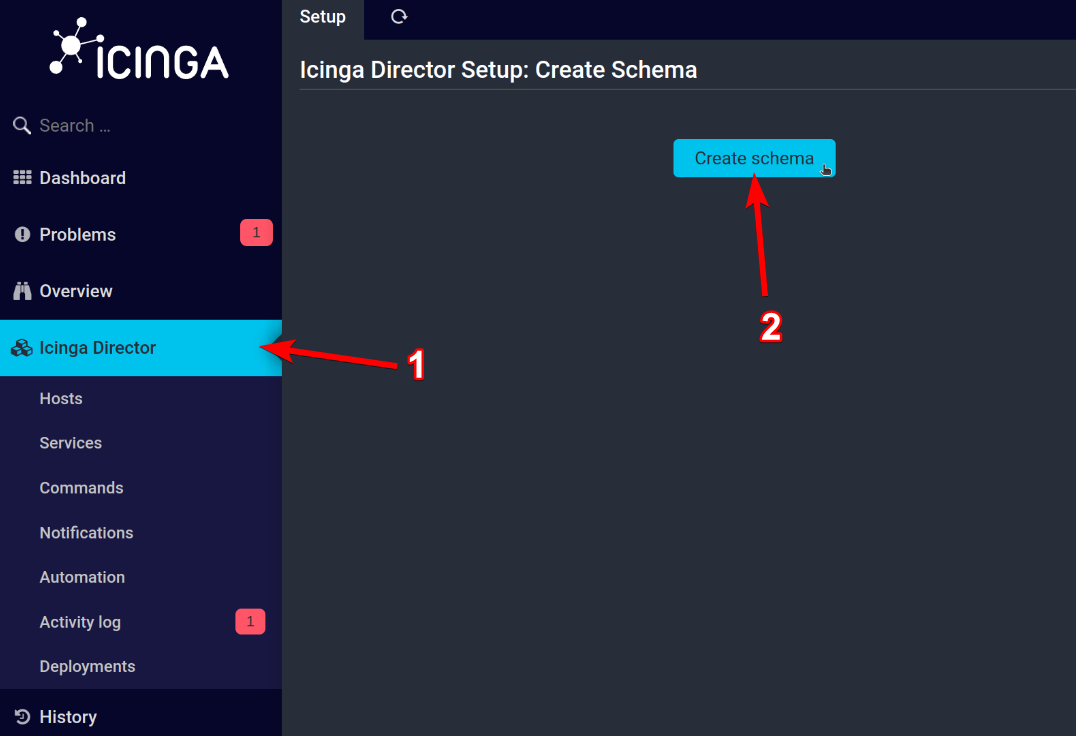 ICINGA
Search ...
Dashboard
Problems 1
Overview
Icinga Director
Hosts
Services
Commands
Notifications
Automation
Activity log 1
Deployments
History
Setup
Icinga Director Setup: Create Schema
Create schema
1
2